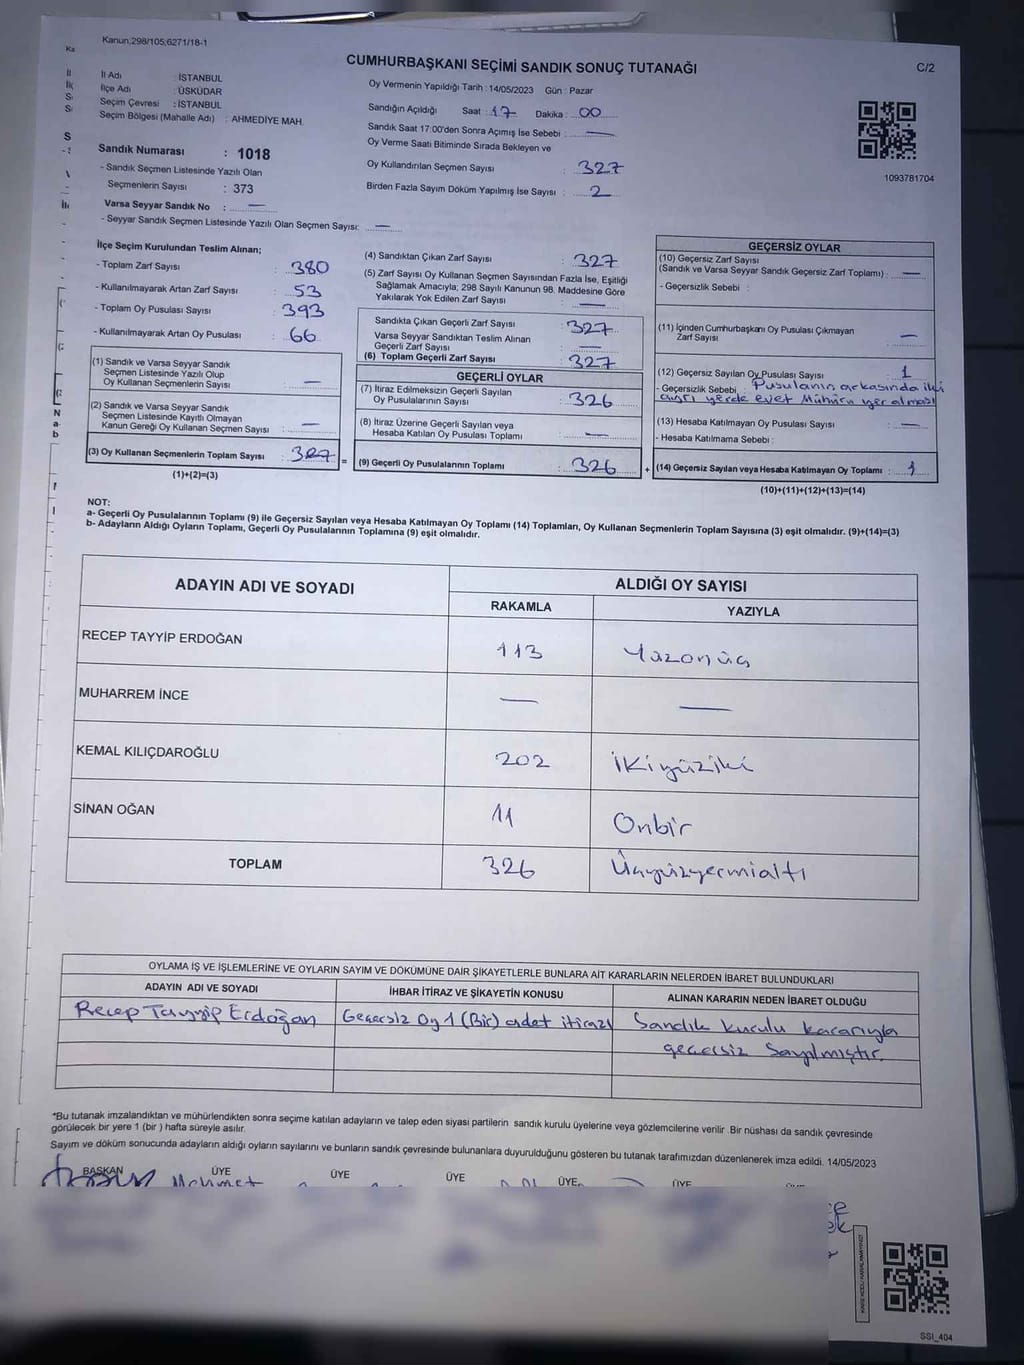 Kanun;298/105;6271/18-1
CUMHURBAŞKANI SEÇİMİ SANDIK SONUÇ TUTANAĞI
C/2
İl Adı : İSTANBUL
İlçe Adı : ÜSKÜDAR
Seçim Çevresi : İSTANBUL
Seçim Bölgesi (Mahalle Adı) : AHMEDİYE MAH.
Sandık Numarası : 1018
- Sandık Seçmen Listesinde Yazılı Olan
Seçmenlerin Sayısı : 373
Varsa Seyyar Sandık No : —
- Seyyar Sandık Seçmen Listesinde Yazılı Olan Seçmen Sayısı: —
Oy Vermenin Yapıldığı Tarih : 14/05/2023 Gün : Pazar
Sandığın Açıldığı Saat : 17 Dakika : 00
Sandık Saat 17:00'den Sonra Açımış İse Sebebi : —
Oy Verme Saati Bitiminde Sırada Bekleyen ve
Oy Kullandırılan Seçmen Sayısı : 327
Birden Fazla Sayım Döküm Yapılmış İse Sayısı : 2
1093781704
İlçe Seçim Kurulundan Teslim Alınan;
- Toplam Zarf Sayısı : 380
- Kullanılmayarak Artan Zarf Sayısı : 53
- Toplam Oy Pusulası Sayısı : 393
- Kullanılmayarak Artan Oy Pusulası : 66
(1) Sandık ve Varsa Seyyar Sandık
Seçmen Listesinde Yazılı Olup
Oy Kullanan Seçmenlerin Sayısı : —
(2) Sandık ve Varsa Seyyar Sandık
Seçmen Listesinde Kayıtlı Olmayan
Kanun Gereği Oy Kullanan Seçmen Sayısı : —
(3) Oy Kullanan Seçmenlerin Toplam Sayısı : 327
(1)+(2)=(3)
=
(4) Sandıktan Çıkan Zarf Sayısı : 327
(5) Zarf Sayısı Oy Kullanan Seçmen Sayısından Fazla İse, Eşitliği
Sağlamak Amacıyla; 298 Sayılı Kanunun 98. Maddesine Göre
Yakılarak Yok Edilen Zarf Sayısı : —
Sandıkta Çıkan Geçerli Zarf Sayısı : 327
Varsa Seyyar Sandıktan Teslim Alınan
Geçerli Zarf Sayısı : —
(6) Toplam Geçerli Zarf Sayısı : 327
GEÇERLİ OYLAR
(7) İtiraz Edilmeksizin Geçerli Sayılan
Oy Pusulalarının Sayısı : 326
(8) İtiraz Üzerine Geçerli Sayılan veya
Hesaba Katılan Oy Pusulası Toplamı : —
(9) Geçerli Oy Pusulalarının Toplamı : 326
+
GEÇERSİZ OYLAR
(10) Geçersiz Zarf Sayısı
(Sandık ve Varsa Seyyar Sandık Geçersiz Zarf Toplamı) : —
- Geçersizlik Sebebi :
(11) İçinden Cumhurbaşkanı Oy Pusulası Çıkmayan
Zarf Sayısı : —
(12) Geçersiz Sayılan Oy Pusulası Sayısı : 1
- Geçersizlik Sebebi : Pusulanın arkasında iki
ayrı yerde evet Mührün yer alması
(13) Hesaba Katılmayan Oy Pusulası Sayısı : —
- Hesaba Katılmama Sebebi :
(14) Geçersiz Sayılan veya Hesaba Katılmayan Oy Toplamı : 1
(10)+(11)+(12)+(13)=(14)
NOT:
a- Geçerli Oy Pusulalarının Toplamı (9) ile Geçersiz Sayılan veya Hesaba Katılmayan Oy Toplamı (14) Toplamları, Oy Kullanan Seçmenlerin Toplam Sayısına (3) eşit olmalıdır. (9)+(14)=(3)
b- Adayların Aldığı Oyların Toplamı, Geçerli Oy Pusulalarının Toplamına (9) eşit olmalıdır.
ADAYIN ADI VE SOYADI
ALDIĞI OY SAYISI
RAKAMLA YAZIYLA
RECEP TAYYİP ERDOĞAN 113 Yüzonüç
MUHARREM İNCE — —
KEMAL KILIÇDAROĞLU 202 İkiyüziki
SİNAN OĞAN 11 Onbir
TOPLAM 326 Üçyüzyermialtı
OYLAMA İŞ VE İŞLEMLERİNE VE OYLARIN SAYIM VE DÖKÜMÜNE DAİR ŞİKAYETLERLE BUNLARA AİT KARARLARIN NELERDEN İBARET BULUNDUKLARI
ADAYIN ADI VE SOYADI İHBAR İTİRAZ VE ŞİKAYETİN KONUSU ALINAN KARARIN NEDEN İBARET OLDUĞU
Recep Tayyip Erdoğan Geçersiz Oy 1 (Bir) adet itirazı Sandık kurulu kararıyla
geçersiz Sayılmıştır.
*Bu tutanak imzalandıktan ve mühürlendikten sonra seçime katılan adayların ve talep eden siyasi partilerin sandık kurulu üyelerine veya gözlemcilerine verilir .Bir nüshası da sandık çevresinde
görülecek bir yere 1 (bir ) hafta süreyle asılır.
Sayım ve döküm sonucunda adayların aldığı oyların sayılarını ve bunların sandık çevresinde bulunanlara duyurulduğunu gösteren bu tutanak tarafımızdan düzenlenerek imza edildi. 14/05/2023
BAŞKAN ÜYE ÜYE ÜYE ÜYE ÜYE
Mehmet
SSİ_404